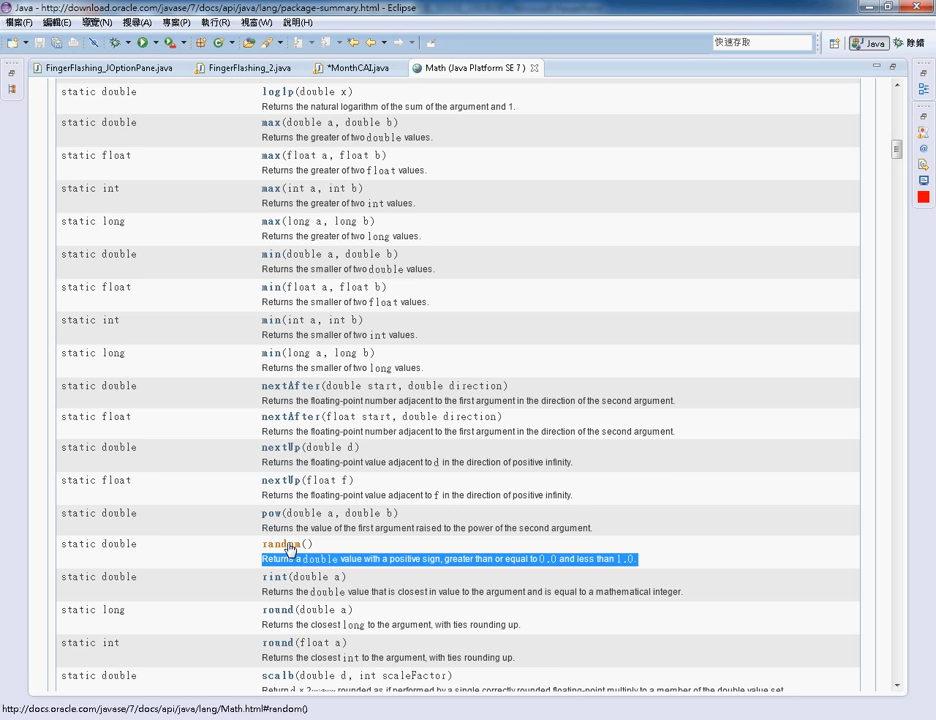 Java - http://download.oracle.com/javase/7/docs/api/java/lang/package-summary.html - Eclipse
檔案(F) 編輯(E) 導覽(N) 搜尋(A) 專案(P) 執行(R) 視窗(W) 說明(H)
快速存取
Java
除錯
FingerFlashing_JOptionPane.java
FingerFlashing_2.java
*MonthCAI.java
Math (Java Platform SE 7 )
static double log1p(double x)
Returns the natural logarithm of the sum of the argument and 1.
static double max(double a, double b)
Returns the greater of two double values.
static float max(float a, float b)
Returns the greater of two float values.
static int max(int a, int b)
Returns the greater of two int values.
static long max(long a, long b)
Returns the greater of two long values.
static double min(double a, double b)
Returns the smaller of two double values.
static float min(float a, float b)
Returns the smaller of two float values.
static int min(int a, int b)
Returns the smaller of two int values.
static long min(long a, long b)
Returns the smaller of two long values.
static double nextAfter(double start, double direction)
Returns the floating-point number adjacent to the first argument in the direction of the second argument.
static float nextAfter(float start, double direction)
Returns the floating-point number adjacent to the first argument in the direction of the second argument.
static double nextUp(double d)
Returns the floating-point value adjacent to d in the direction of positive infinity.
static float nextUp(float f)
Returns the floating-point value adjacent to f in the direction of positive infinity.
static double pow(double a, double b)
Returns the value of the first argument raised to the power of the second argument.
static double random()
Returns a double value with a positive sign, greater than or equal to 0.0 and less than 1.0.
static double rint(double a)
Returns the double value that is closest in value to the argument and is equal to a mathematical integer.
static long round(double a)
Returns the closest long to the argument, with ties rounding up.
static int round(float a)
Returns the closest int to the argument, with ties rounding up.
static double scalb(double d, int scaleFactor)
rounded as if performed by a single correctly rounded floating-point multiply to a member of the double value set.
http://docs.oracle.com/javase/7/docs/api/java/lang/Math.html#random()